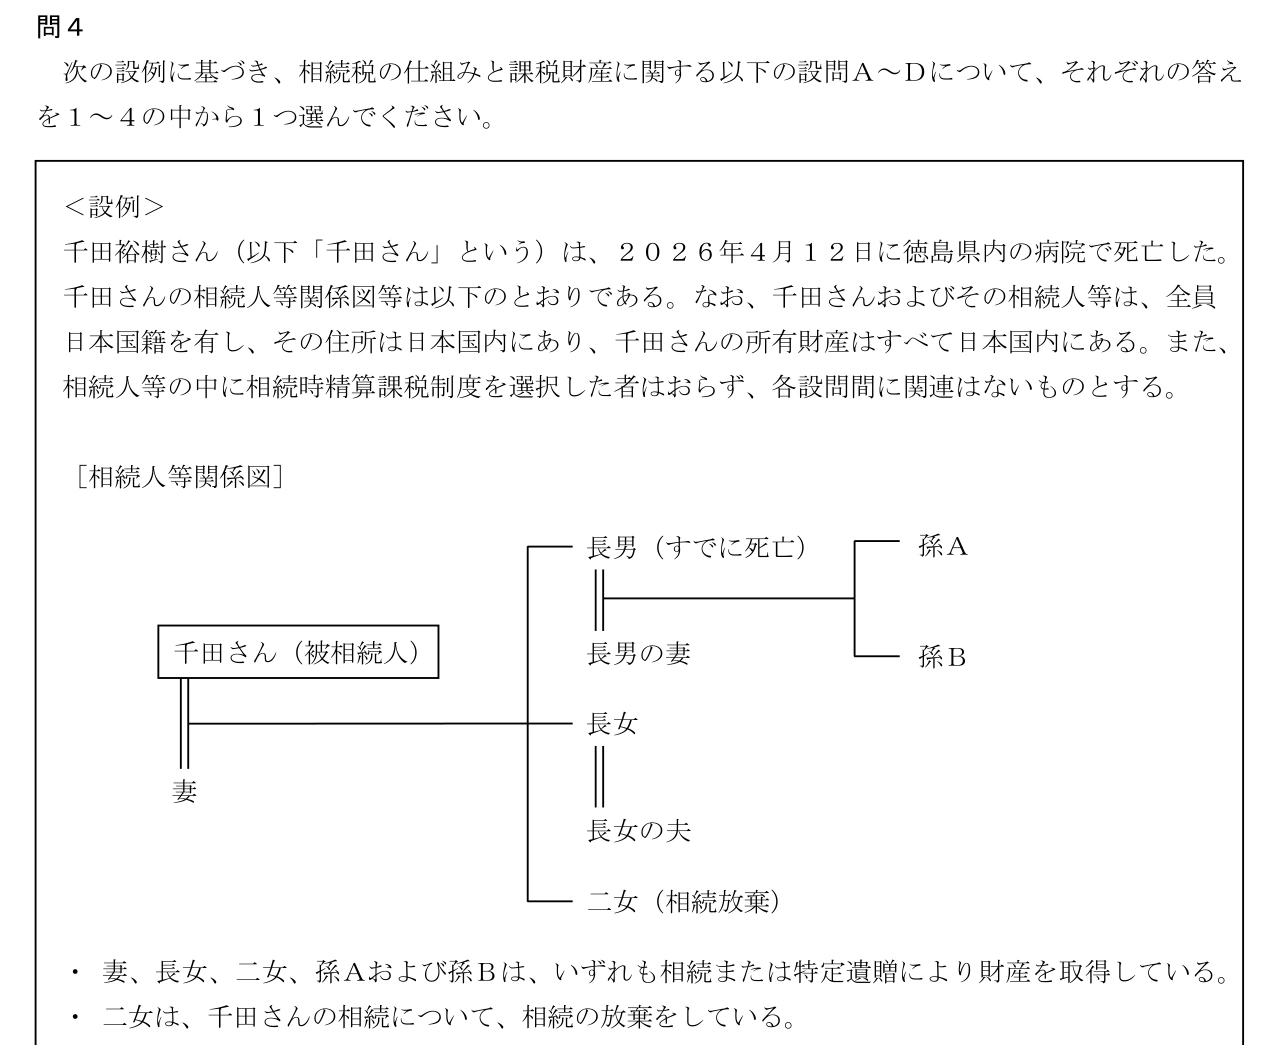 問４
次の設例に基づき、相続税の仕組みと課税財産に関する以下の設問Ａ～Ｄについて、それぞれの答え
を１～４の中から１つ選んでください。
＜設例＞
千田裕樹さん（以下「千田さん」という）は、２０２６年４月１２日に徳島県内の病院で死亡した。
千田さんの相続人等関係図等は以下のとおりである。なお、千田さんおよびその相続人等は、全員
日本国籍を有し、その住所は日本国内にあり、千田さんの所有財産はすべて日本国内にある。また、
相続人等の中に相続時精算課税制度を選択した者はおらず、各設問間に関連はないものとする。
［相続人等関係図］
長男（すでに死亡）
孫Ａ
千田さん（被相続人）
長男の妻
孫Ｂ
長女
妻
長女の夫
二女（相続放棄）
・ 妻、長女、二女、孫Ａおよび孫Ｂは、いずれも相続または特定遺贈により財産を取得している。
・ 二女は、千田さんの相続について、相続の放棄をしている。